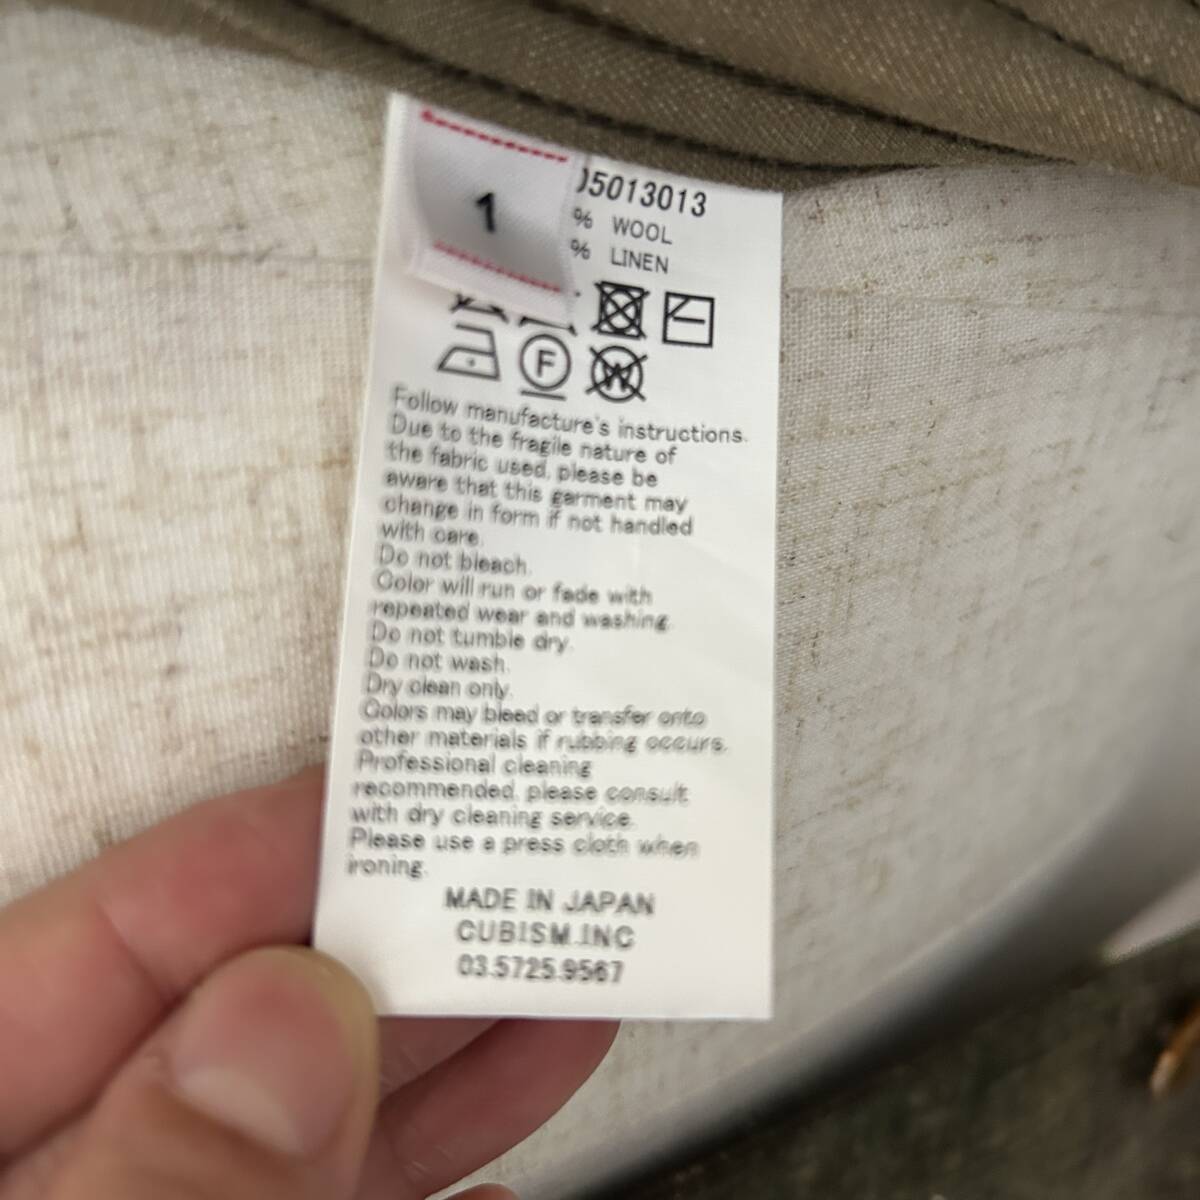 1
5013013
% WOOL
% LINEN
F
W
Follow manufacture's instructions.
Due to the fragile nature of
the fabric used, please be
aware that this garment may
change in form if not handled
with care.
Do not bleach.
Color will run or fade with
repeated wear and washing.
Do not tumble dry.
Do not wash.
Dry clean only.
Colors may bleed or transfer onto
other materials if rubbing occurs.
Professional cleaning
recommended, please consult
with dry cleaning service.
Please use a press cloth when
ironing.
MADE IN JAPAN
CUBISM.INC
03.5725.9567